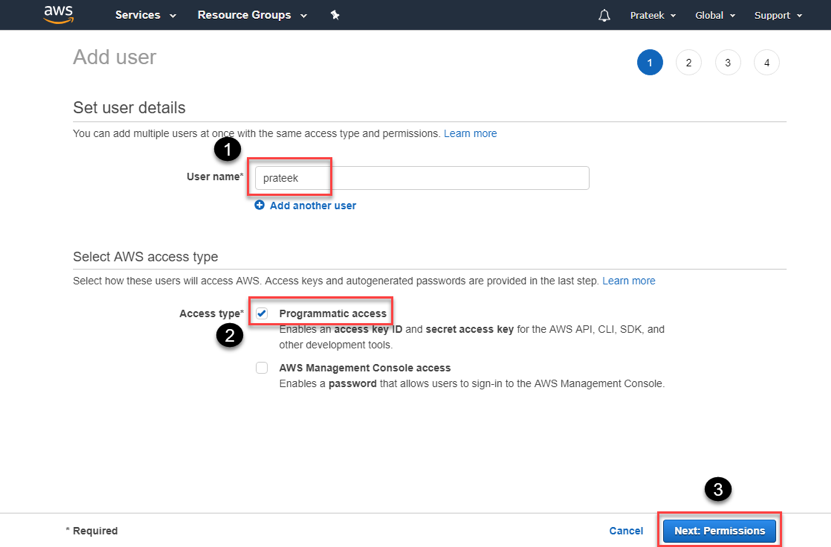 aws Services Resource Groups Prateek Global Support
Add user
1 2 3 4
Set user details
You can add multiple users at once with the same access type and permissions. Learn more
1
User name* prateek
Add another user
Select AWS access type
Select how these users will access AWS. Access keys and autogenerated passwords are provided in the last step. Learn more
Access type* Programmatic access
2
Enables an access key ID and secret access key for the AWS API, CLI, SDK, and
other development tools.
AWS Management Console access
Enables a password that allows users to sign-in to the AWS Management Console.
3
* Required Cancel Next: Permissions